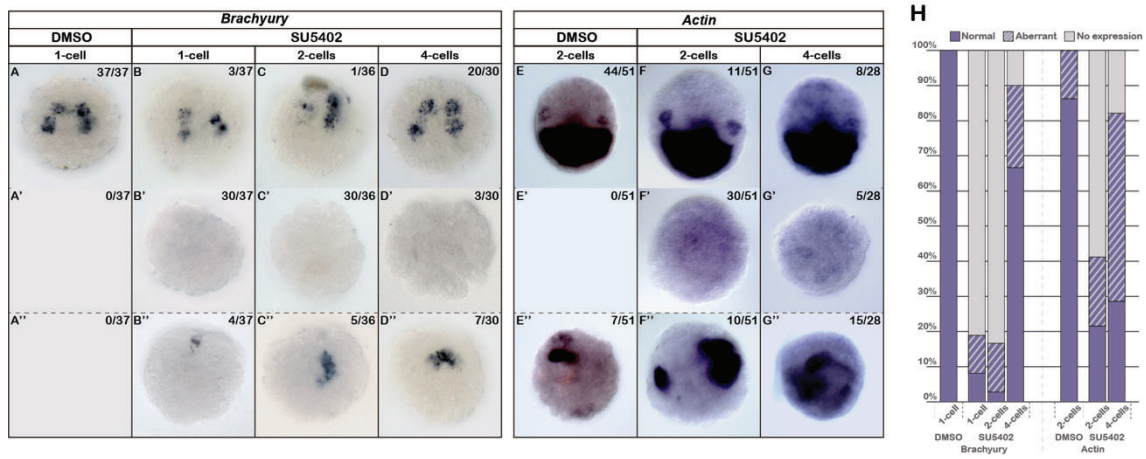 Brachyury
Actin
DMSO SU5402
DMSO SU5402
1-cell 1-cell 2-cells 4-cells
2-cells 2-cells 4-cells
A 37/37 B 3/37 C 1/36 D 20/30
E 44/51 F 11/51 G 8/28
A' 0/37 B' 30/37 C' 30/36 D' 3/30
E' 0/51 F' 30/51 G' 5/28
A'' 0/37 B'' 4/37 C'' 5/36 D'' 7/30
E'' 7/51 F'' 10/51 G'' 15/28
H
Normal Aberrant No expression
100%
90%
80%
70%
60%
50%
40%
30%
20%
10%
0%
1-cell 1-cell 2-cells 4-cells 2-cells 2-cells 4-cells
DMSO SU5402 DMSO SU5402
Brachyury Actin